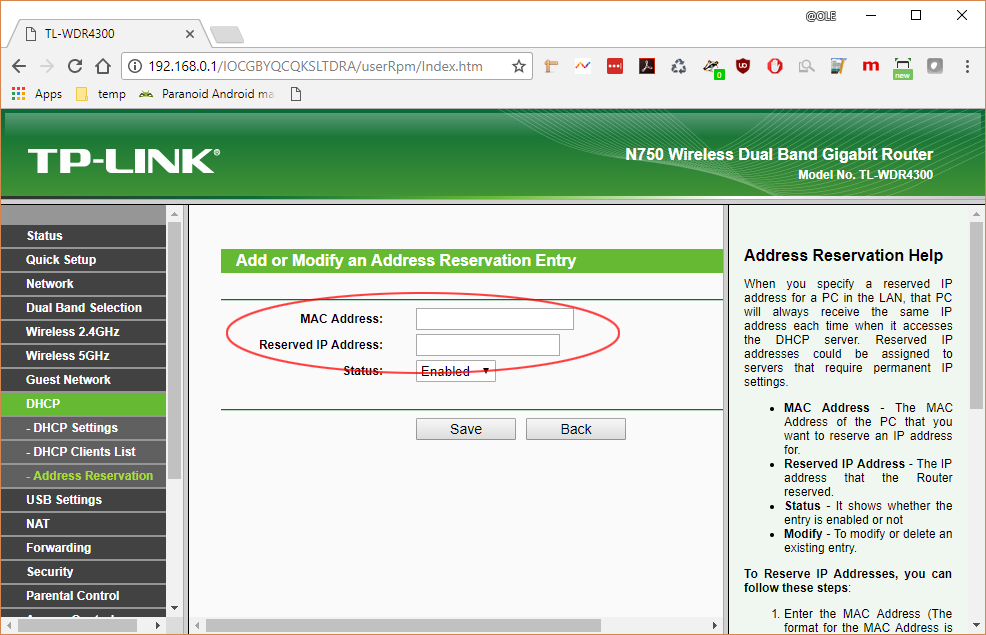 @OLE
TL-WDR4300
192.168.0.1/IOCGBYQCQKSLTDRA/userRpm/Index.htm
0
new
Apps temp Paranoid Android
TP-LINK®
N750 Wireless Dual Band Gigabit Router
Model No. TL-WDR4300
Status
Quick Setup
Network
Dual Band Selection
Wireless 2.4GHz
Wireless 5GHz
Guest Network
DHCP
- DHCP Settings
- DHCP Clients List
- Address Reservation
USB Settings
NAT
Forwarding
Security
Parental Control
Add or Modify an Address Reservation Entry
MAC Address:
Reserved IP Address:
Status: Enabled
Save Back
Address Reservation Help
When you specify a reserved IP
address for a PC in the LAN, that PC
will always receive the same IP
address each time when it accesses
the DHCP server. Reserved IP
addresses could be assigned to
servers that require permanent IP
settings.
• MAC Address - The MAC
Address of the PC that you
want to reserve an IP address
for.
• Reserved IP Address - The IP
address that the Router
reserved.
• Status - It shows whether the
entry is enabled or not
• Modify - To modify or delete an
existing entry.
To Reserve IP Addresses, you can
follow these steps:
1. Enter the MAC Address (The
format for the MAC Address is